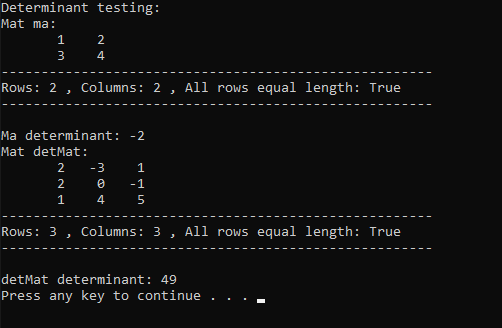 Determinant testing:
Mat ma:
1 2
3 4
------------------------------------------------------
Rows: 2 , Columns: 2 , All rows equal length: True
------------------------------------------------------
Ma determinant: -2
Mat detMat:
2 -3 1
2 0 -1
1 4 5
------------------------------------------------------
Rows: 3 , Columns: 3 , All rows equal length: True
------------------------------------------------------
detMat determinant: 49
Press any key to continue . . .